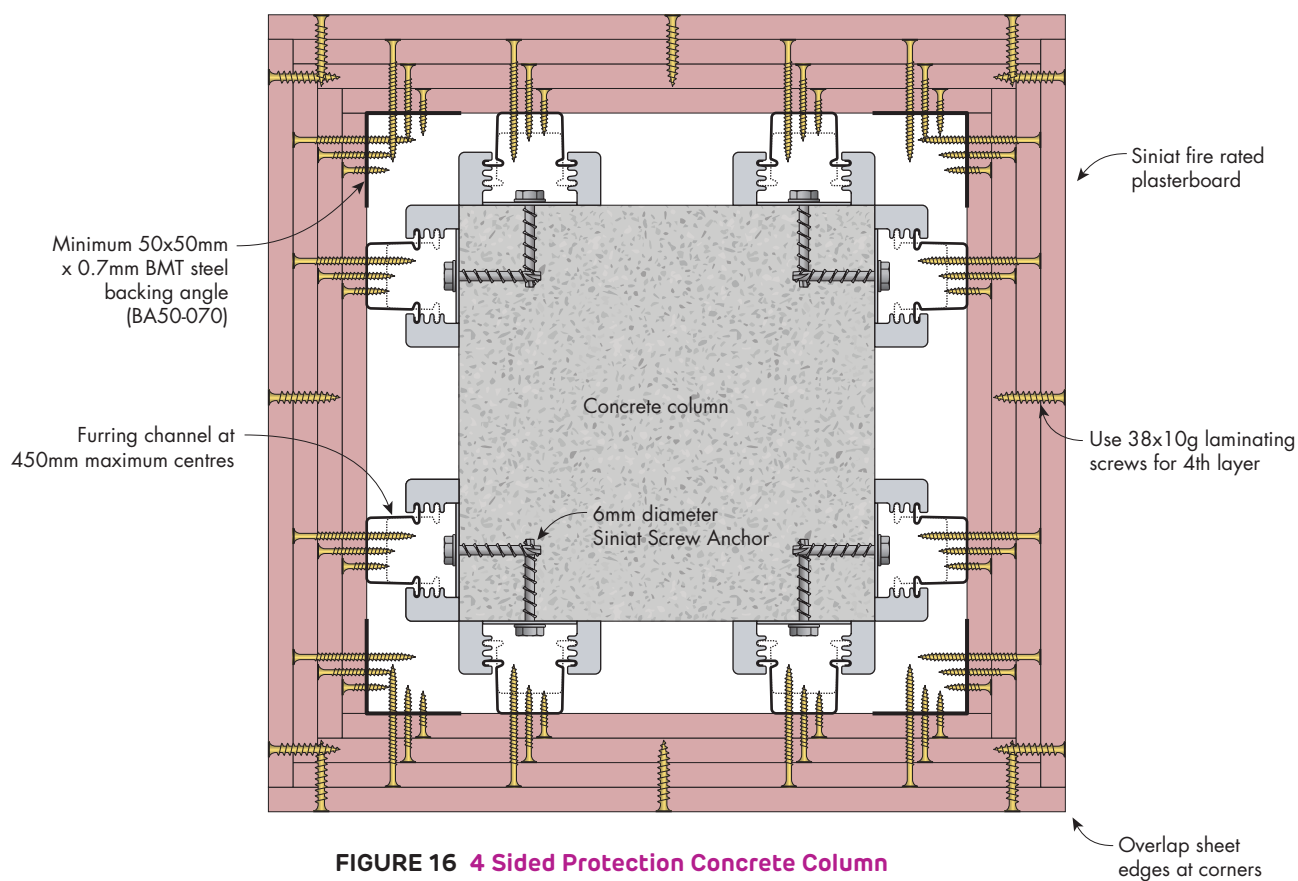 Siniat fire rated
plasterboard
Minimum 50x50mm
x 0.7mm BMT steel
backing angle
(BA50-070)
Concrete column
Furring channel at
450mm maximum centres
Use 38x10g laminating
screws for 4th layer
6mm diameter
Siniat Screw Anchor
Overlap sheet
edges at corners
FIGURE 16 4 Sided Protection Concrete Column